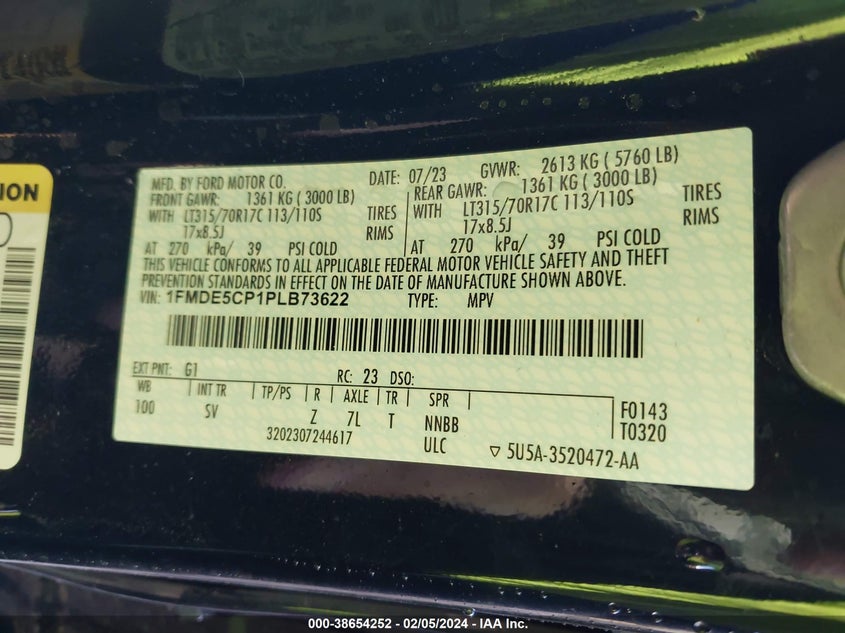 TION
MFD. BY FORD MOTOR CO. DATE: 07/23 GVWR: 2613 KG ( 5760 LB)
FRONT GAWR: 1361 KG ( 3000 LB) REAR GAWR: 1361 KG ( 3000 LB)
WITH LT315/70R17C 113/110S TIRES WITH LT315/70R17C 113/110S TIRES
17x8.5J RIMS 17x8.5J RIMS
AT 270 kPa/ 39 PSI COLD AT 270 kPa/ 39 PSI COLD
THIS VEHICLE CONFORMS TO ALL APPLICABLE FEDERAL MOTOR VEHICLE SAFETY AND THEFT
PREVENTION STANDARDS IN EFFECT ON THE DATE OF MANUFACTURE SHOWN ABOVE.
VIN: 1FMDE5CP1PLB73622 TYPE: MPV
EXT PNT: G1 RC: 23 DSO:
WB INT TR TP/PS R AXLE TR SPR
100 SV Z 7L T NNBB F0143
T0320
3202307244617 ULC ▽ 5U5A-3520472-AA
000-38654252 - 02/05/2024 - IAA Inc.